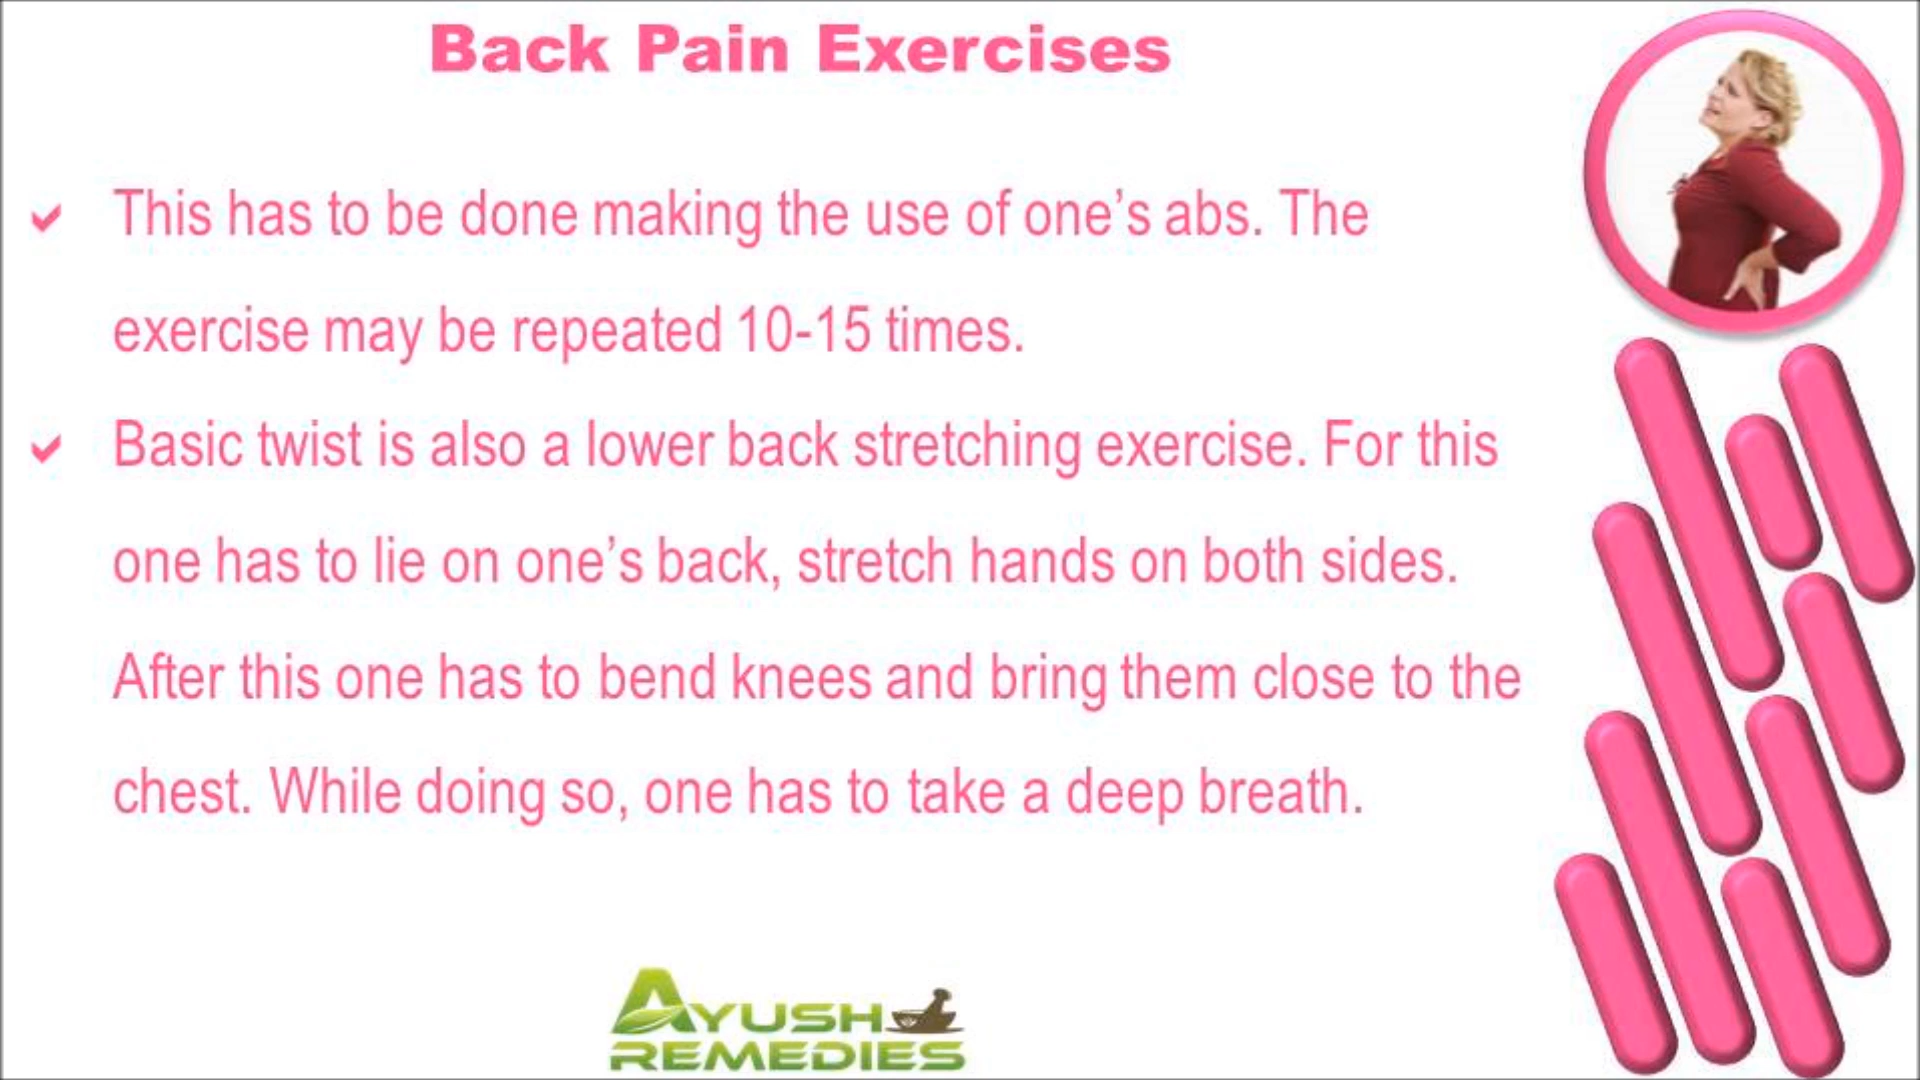 Back Pain Exercises
This has to be done making the use of one’s abs. The
exercise may be repeated 10-15 times.
Basic twist is also a lower back stretching exercise. For this
one has to lie on one’s back, stretch hands on both sides.
After this one has to bend knees and bring them close to the
chest. While doing so, one has to take a deep breath.
AYUSH
REMEDIES